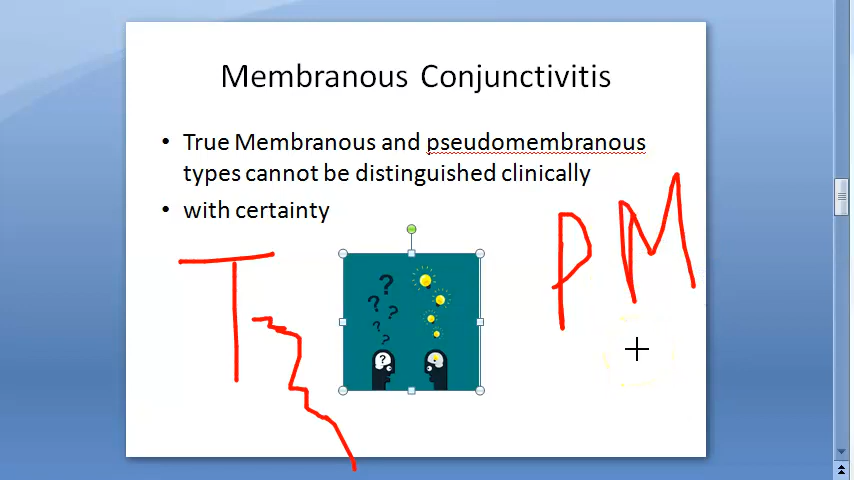 Membranous Conjunctivitis
• True Membranous and pseudomembranous
types cannot be distinguished clinically
• with certainty
T
PM
? ? ? ? ?
?